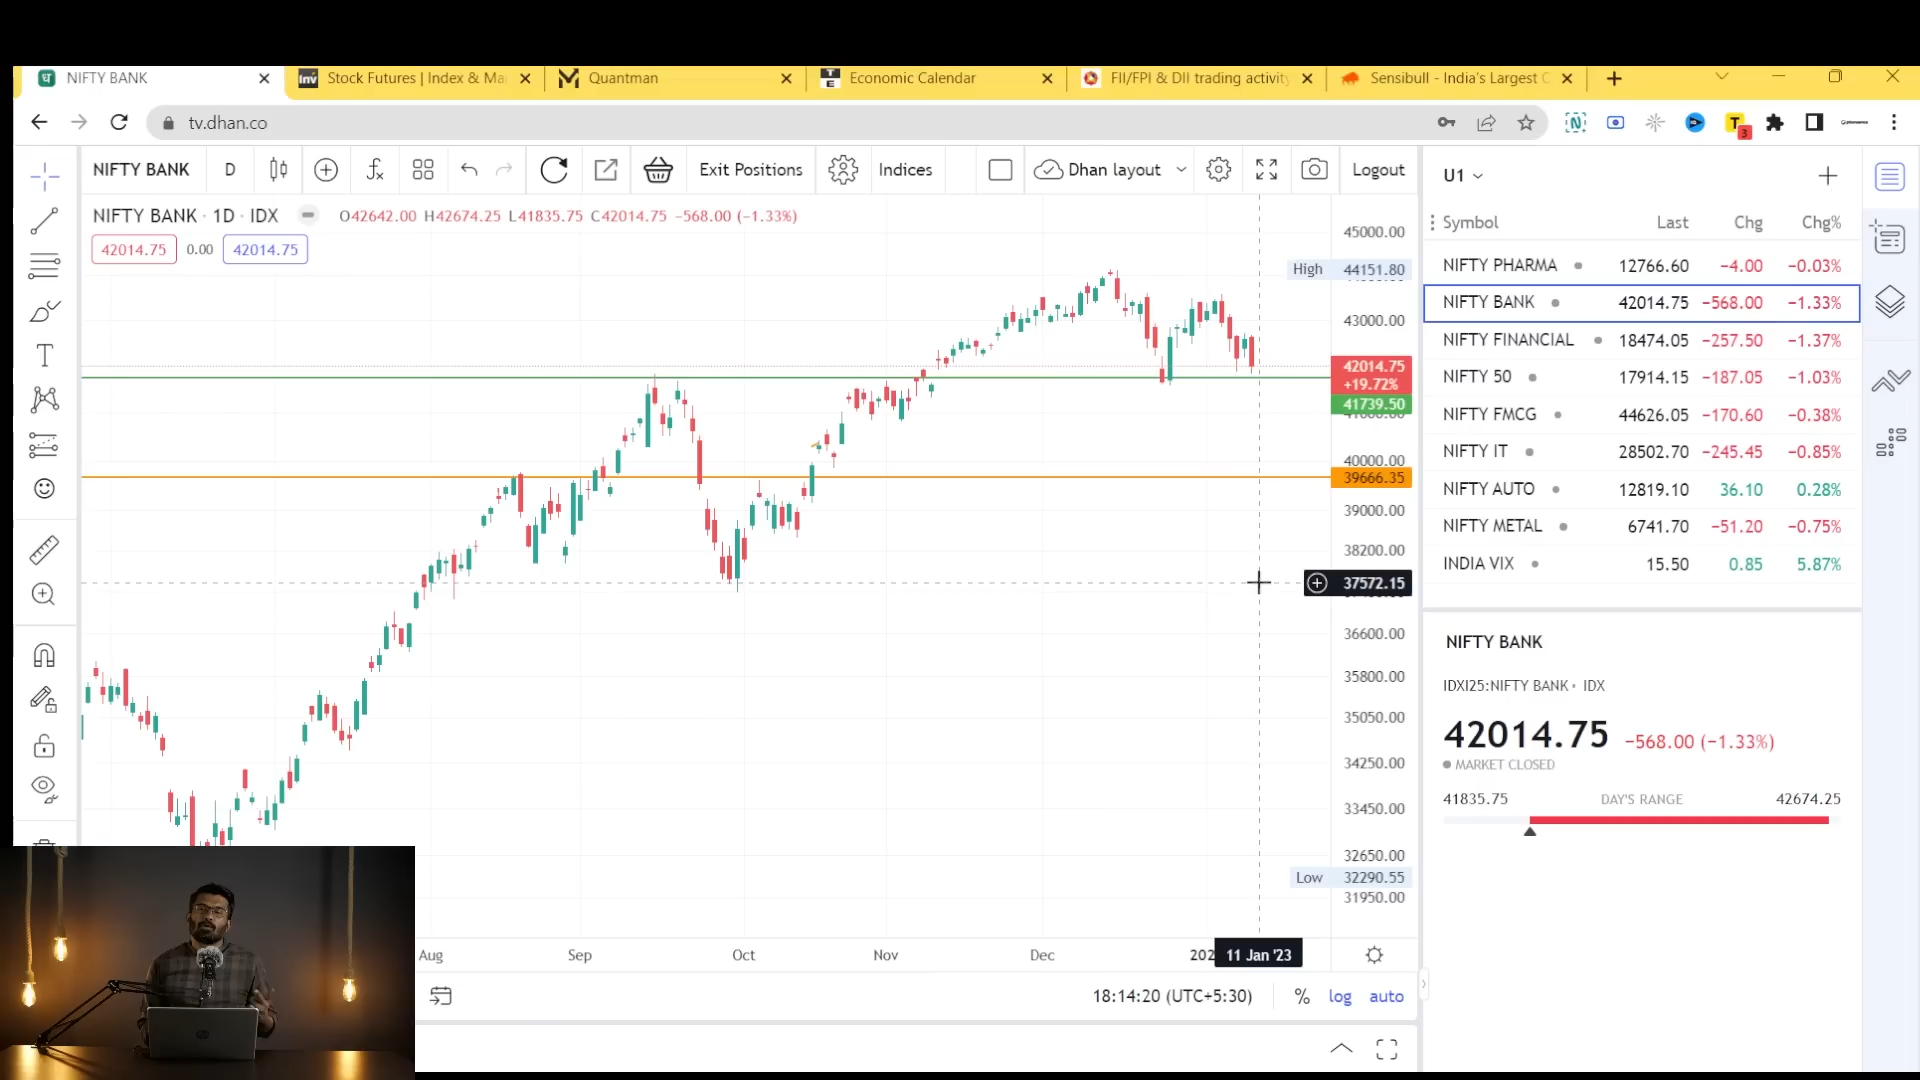 NIFTY BANK
Stock Futures | Index & Ma
Quantman
Economic Calendar
FII/FPI & DII trading activity
Sensibull - India's Largest
tv.dhan.co
3
NIFTY BANK D Exit Positions Indices Dhan layout Logout
NIFTY BANK · 1D · IDX O42642.00 H42674.25 L41835.75 C42014.75 −568.00 (−1.33%)
42014.75 0.00 42014.75
45000.00
High 44151.80
43000.00
42014.75
+19.72%
41739.50
40000.00
39666.35
39000.00
38200.00
37572.15
36600.00
35800.00
35050.00
34250.00
33450.00
32650.00
Low 32290.55
31950.00
Aug Sep Oct Nov Dec 202 11 Jan '23
18:14:20 (UTC+5:30) % log auto
U1
Symbol Last Chg Chg%
NIFTY PHARMA 12766.60 −4.00 −0.03%
NIFTY BANK 42014.75 −568.00 −1.33%
NIFTY FINANCIAL 18474.05 −257.50 −1.37%
NIFTY 50 17914.15 −187.05 −1.03%
NIFTY FMCG 44626.05 −170.60 −0.38%
NIFTY IT 28502.70 −245.45 −0.85%
NIFTY AUTO 12819.10 36.10 0.28%
NIFTY METAL 6741.70 −51.20 −0.75%
INDIA VIX 15.50 0.85 5.87%
NIFTY BANK
IDXI25:NIFTY BANK • IDX
42014.75 −568.00 (−1.33%)
MARKET CLOSED
41835.75 DAY'S RANGE 42674.25